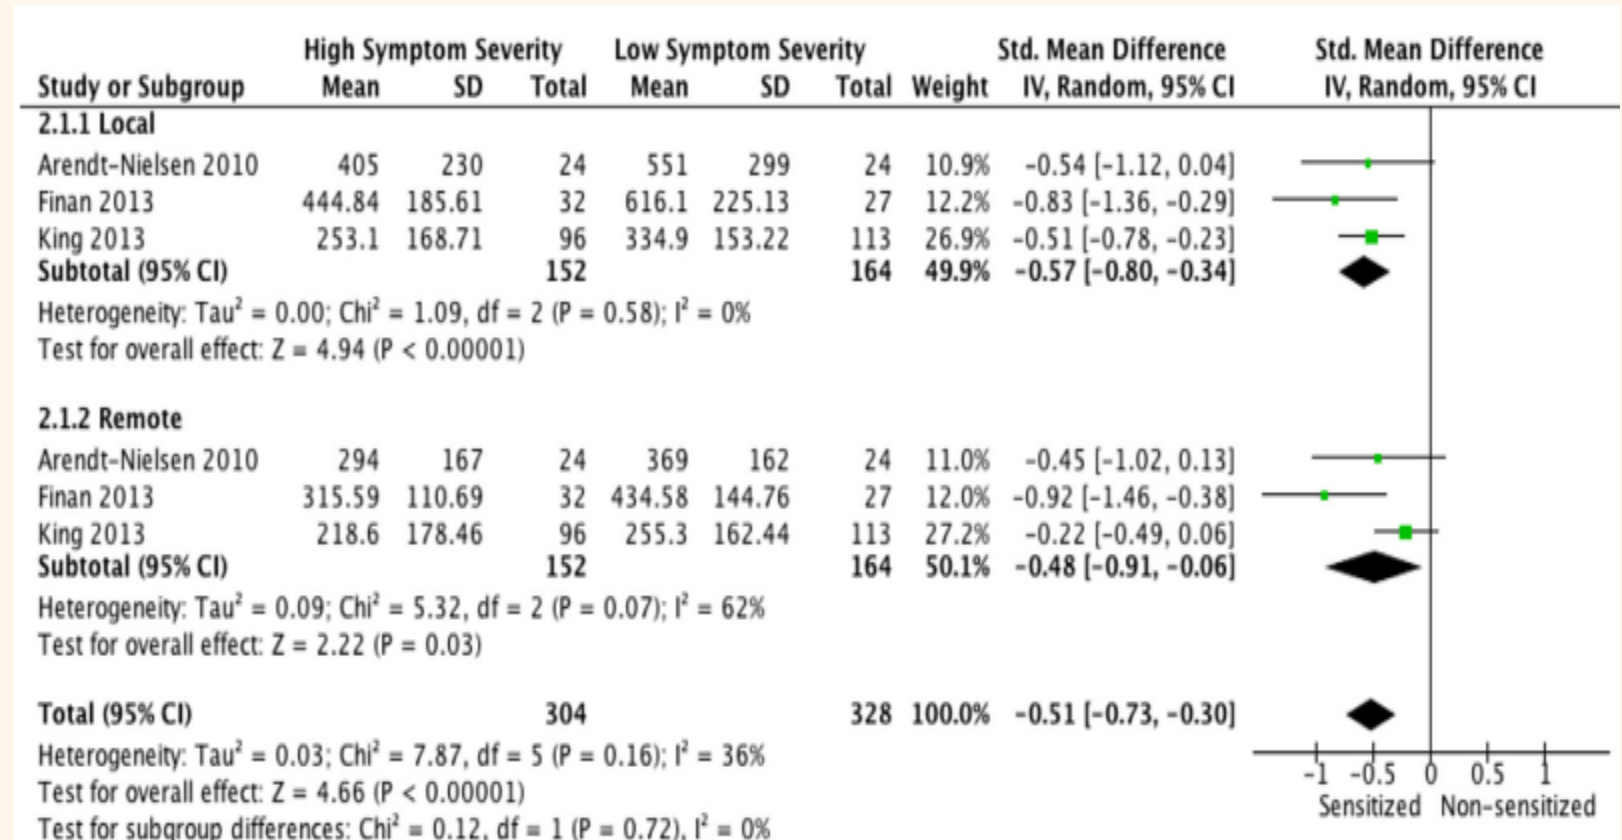 High Symptom Severity Low Symptom Severity Std. Mean Difference Std. Mean Difference
Study or Subgroup Mean SD Total Mean SD Total Weight IV, Random, 95% CI IV, Random, 95% CI
2.1.1 Local
Arendt-Nielsen 2010 405 230 24 551 299 24 10.9% -0.54 [-1.12, 0.04]
Finan 2013 444.84 185.61 32 616.1 225.13 27 12.2% -0.83 [-1.36, -0.29]
King 2013 253.1 168.71 96 334.9 153.22 113 26.9% -0.51 [-0.78, -0.23]
Subtotal (95% CI) 152 164 49.9% -0.57 [-0.80, -0.34]
Heterogeneity: Tau² = 0.00; Chi² = 1.09, df = 2 (P = 0.58); I² = 0%
Test for overall effect: Z = 4.94 (P < 0.00001)
2.1.2 Remote
Arendt-Nielsen 2010 294 167 24 369 162 24 11.0% -0.45 [-1.02, 0.13]
Finan 2013 315.59 110.69 32 434.58 144.76 27 12.0% -0.92 [-1.46, -0.38]
King 2013 218.6 178.46 96 255.3 162.44 113 27.2% -0.22 [-0.49, 0.06]
Subtotal (95% CI) 152 164 50.1% -0.48 [-0.91, -0.06]
Heterogeneity: Tau² = 0.09; Chi² = 5.32, df = 2 (P = 0.07); I² = 62%
Test for overall effect: Z = 2.22 (P = 0.03)
Total (95% CI) 304 328 100.0% -0.51 [-0.73, -0.30]
Heterogeneity: Tau² = 0.03; Chi² = 7.87, df = 5 (P = 0.16); I² = 36%
-1 -0.5 0 0.5 1
Test for overall effect: Z = 4.66 (P < 0.00001)
Sensitized Non-sensitized
Test for subgroup differences: Chi² = 0.12, df = 1 (P = 0.72), I² = 0%